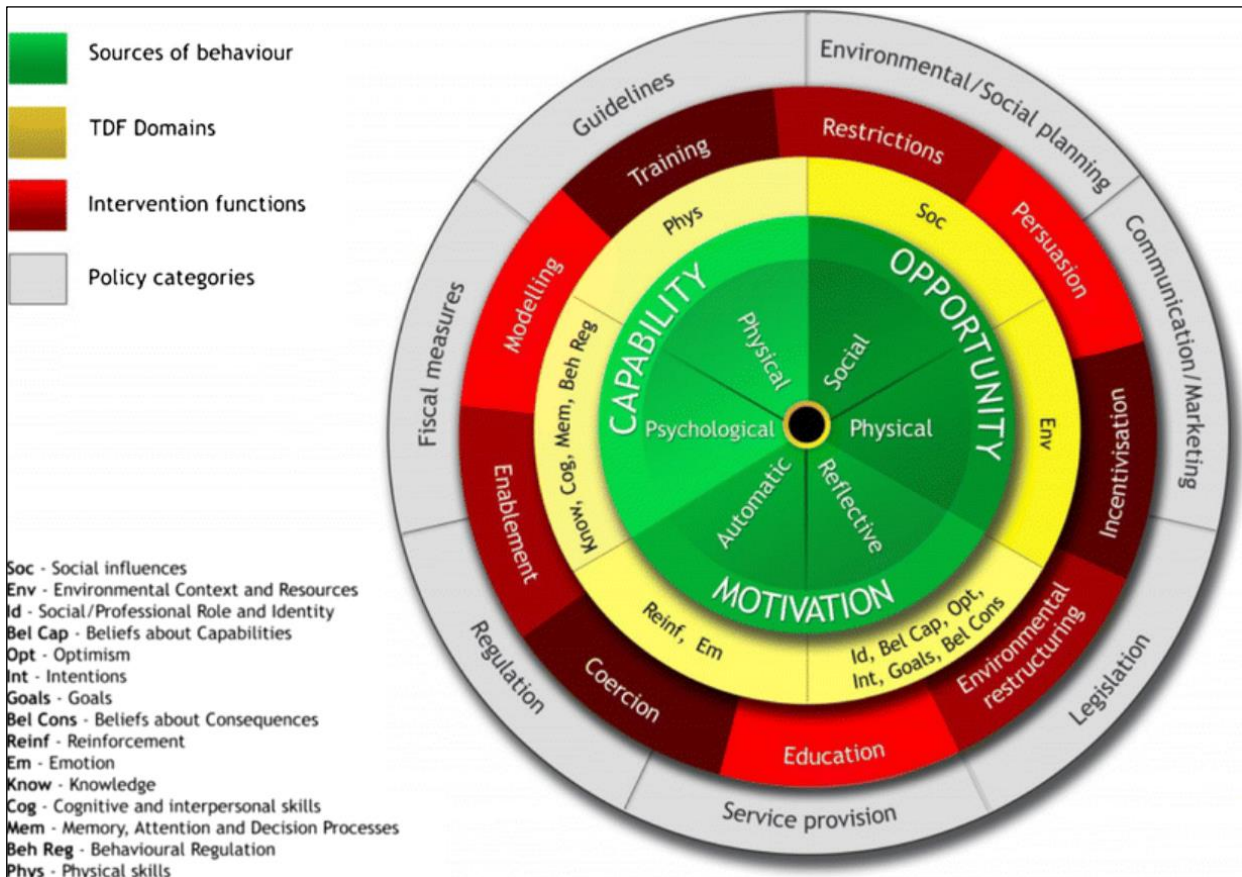 Sources of behaviour
TDF Domains
Intervention functions
Policy categories
Soc - Social influences
Env - Environmental Context and Resources
Id - Social/Professional Role and Identity
Bel Cap - Beliefs about Capabilities
Opt - Optimism
Int - Intentions
Goals - Goals
Bel Cons - Beliefs about Consequences
Reinf - Reinforcement
Em - Emotion
Know - Knowledge
Cog - Cognitive and interpersonal skills
Mem - Memory, Attention and Decision Processes
Beh Reg - Behavioural Regulation
Phys - Physical skills
Guidelines
Environmental/Social planning
Communication/Marketing
Legislation
Service provision
Regulation
Fiscal measures
Training
Restrictions
Persuasion
Incentivisation
Environmental
restructuring
Education
Coercion
Enablement
Modelling
Phys
Soc
Env
Id, Bel Cap, Opt,
Int, Goals, Bel Cons
Reinf, Em
Know, Cog, Mem, Beh Reg
CAPABILITY
OPPORTUNITY
MOTIVATION
Physical
Social
Physical
Reflective
Automatic
Psychological